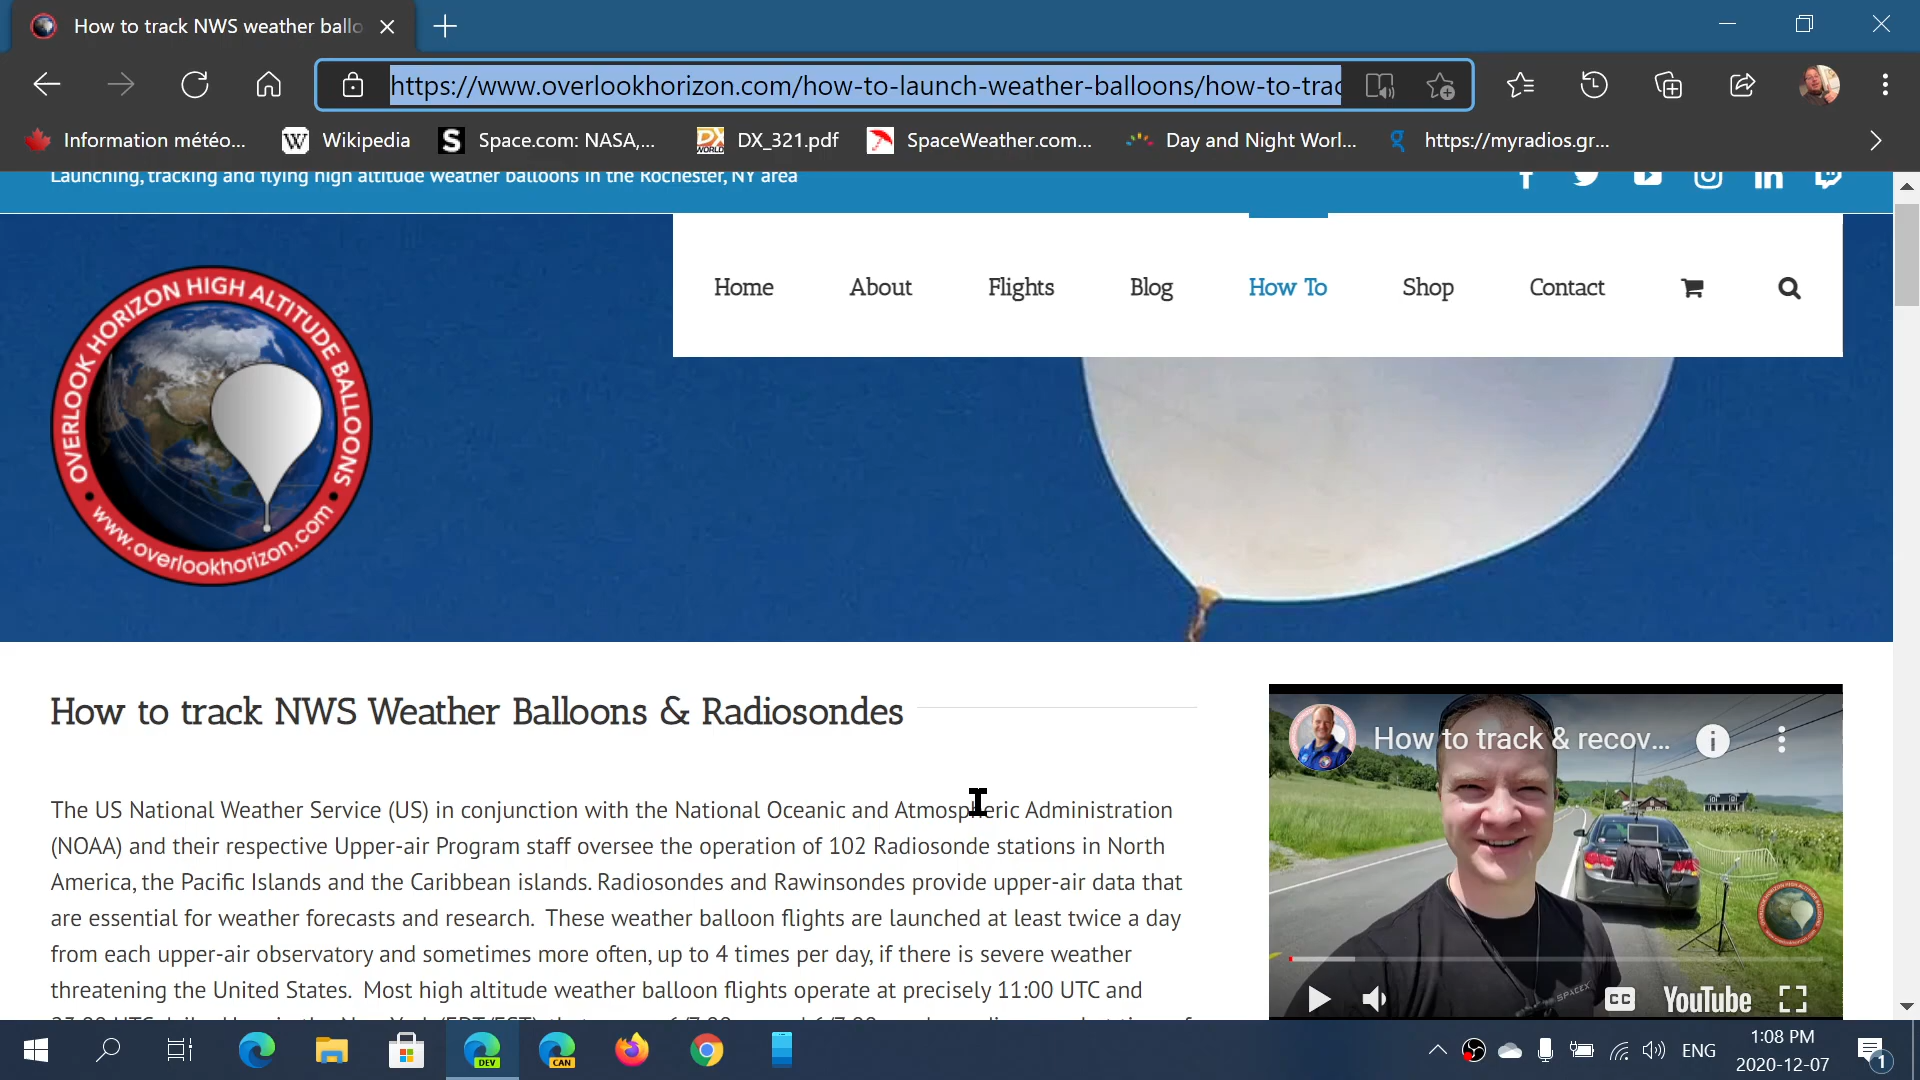 How to track NWS weather ballo
https://www.overlookhorizon.com/how-to-launch-weather-balloons/how-to-trac
Information météo...
Wikipedia
Space.com: NASA,...
DX_321.pdf
SpaceWeather.com...
Day and Night Worl...
https://myradios.gr...
Launching, tracking and flying high altitude weather balloons in the Rochester, NY area
Home
About
Flights
Blog
How To
Shop
Contact
OVERLOOK HORIZON HIGH ALTITUDE BALLOONS
www.overlookhorizon.com
How to track NWS Weather Balloons & Radiosondes
The US National Weather Service (US) in conjunction with the National Oceanic and Atmospheric Administration
(NOAA) and their respective Upper-air Program staff oversee the operation of 102 Radiosonde stations in North
America, the Pacific Islands and the Caribbean islands. Radiosondes and Rawinsondes provide upper-air data that
are essential for weather forecasts and research.  These weather balloon flights are launched at least twice a day
from each upper-air observatory and sometimes more often, up to 4 times per day, if there is severe weather
threatening the United States.  Most high altitude weather balloon flights operate at precisely 11:00 UTC and
How to track & recov...
SPACEX
CC
YouTube
DEV
CAN
ENG
1:08 PM
2020-12-07
1